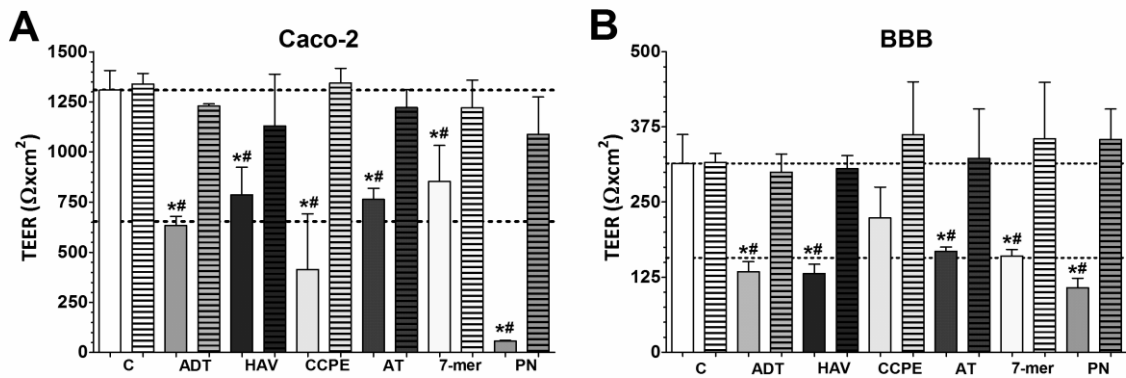 A
Caco-2
TEER (Ωxcm²)
1500
1250
1000
750
500
250
0
*#
*#
*#
*#
*#
*#
C ADT HAV CCPE AT 7-mer PN
B
BBB
TEER (Ωxcm²)
500
375
250
125
0
*#
*#
*#
*#
*#
C ADT HAV CCPE AT 7-mer PN